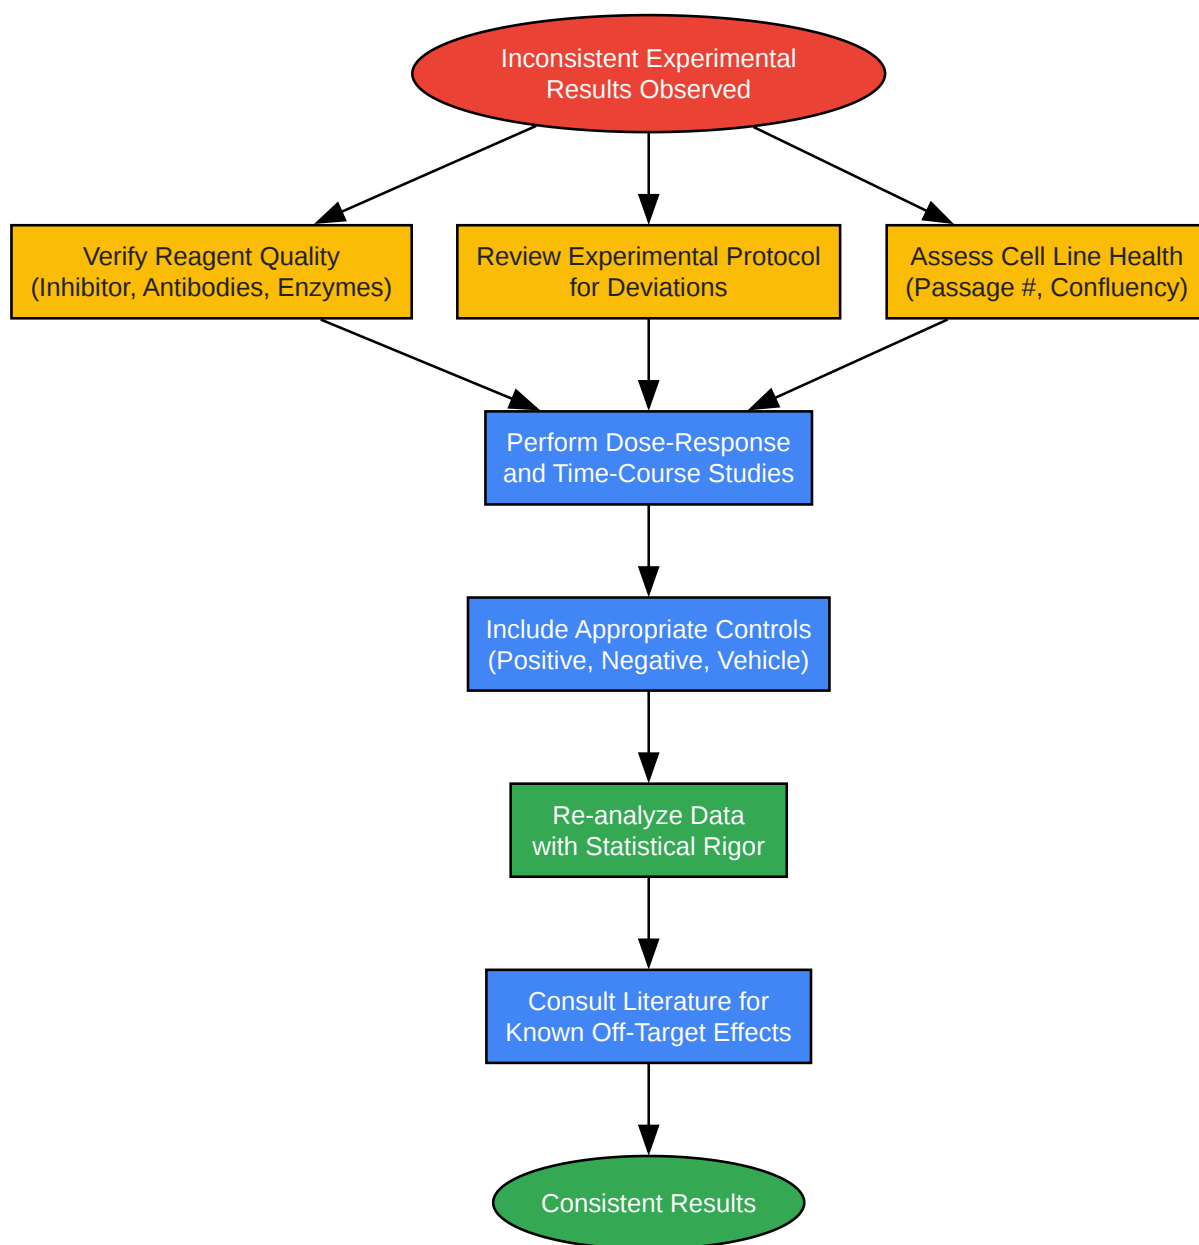 Inconsistent Experimental
Results Observed
Verify Reagent Quality
(Inhibitor, Antibodies, Enzymes)
Review Experimental Protocol
for Deviations
Assess Cell Line Health
(Passage #, Confluency)
Perform Dose-Response
and Time-Course Studies
Include Appropriate Controls
(Positive, Negative, Vehicle)
Re-analyze Data
with Statistical Rigor
Consult Literature for
Known Off-Target Effects
Consistent Results